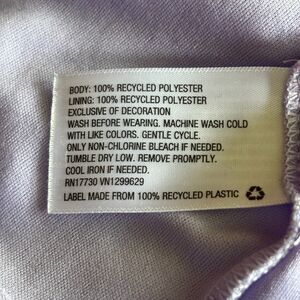 BODY: 100% RECYCLED POLYESTER
LINING: 100% RECYCLED POLYESTER
EXCLUSIVE OF DECORATION
WASH BEFORE WEARING. MACHINE WASH COLD
WITH LIKE COLORS. GENTLE CYCLE.
ONLY NON-CHLORINE BLEACH IF NEEDED.
TUMBLE DRY LOW. REMOVE PROMPTLY.
COOL IRON IF NEEDED.
RN17730 VN1299629
LABEL MADE FROM 100% RECYCLED PLASTIC